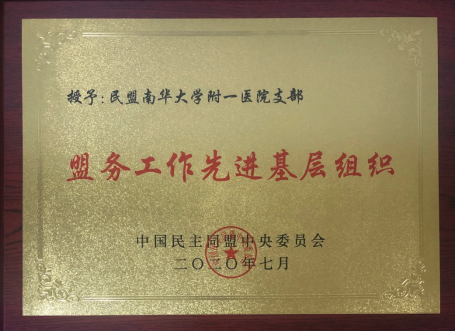 授予：民盟南华大学附一医院支部
盟务工作先进基层组织
中国民主同盟中央委员会
二〇二〇年七月